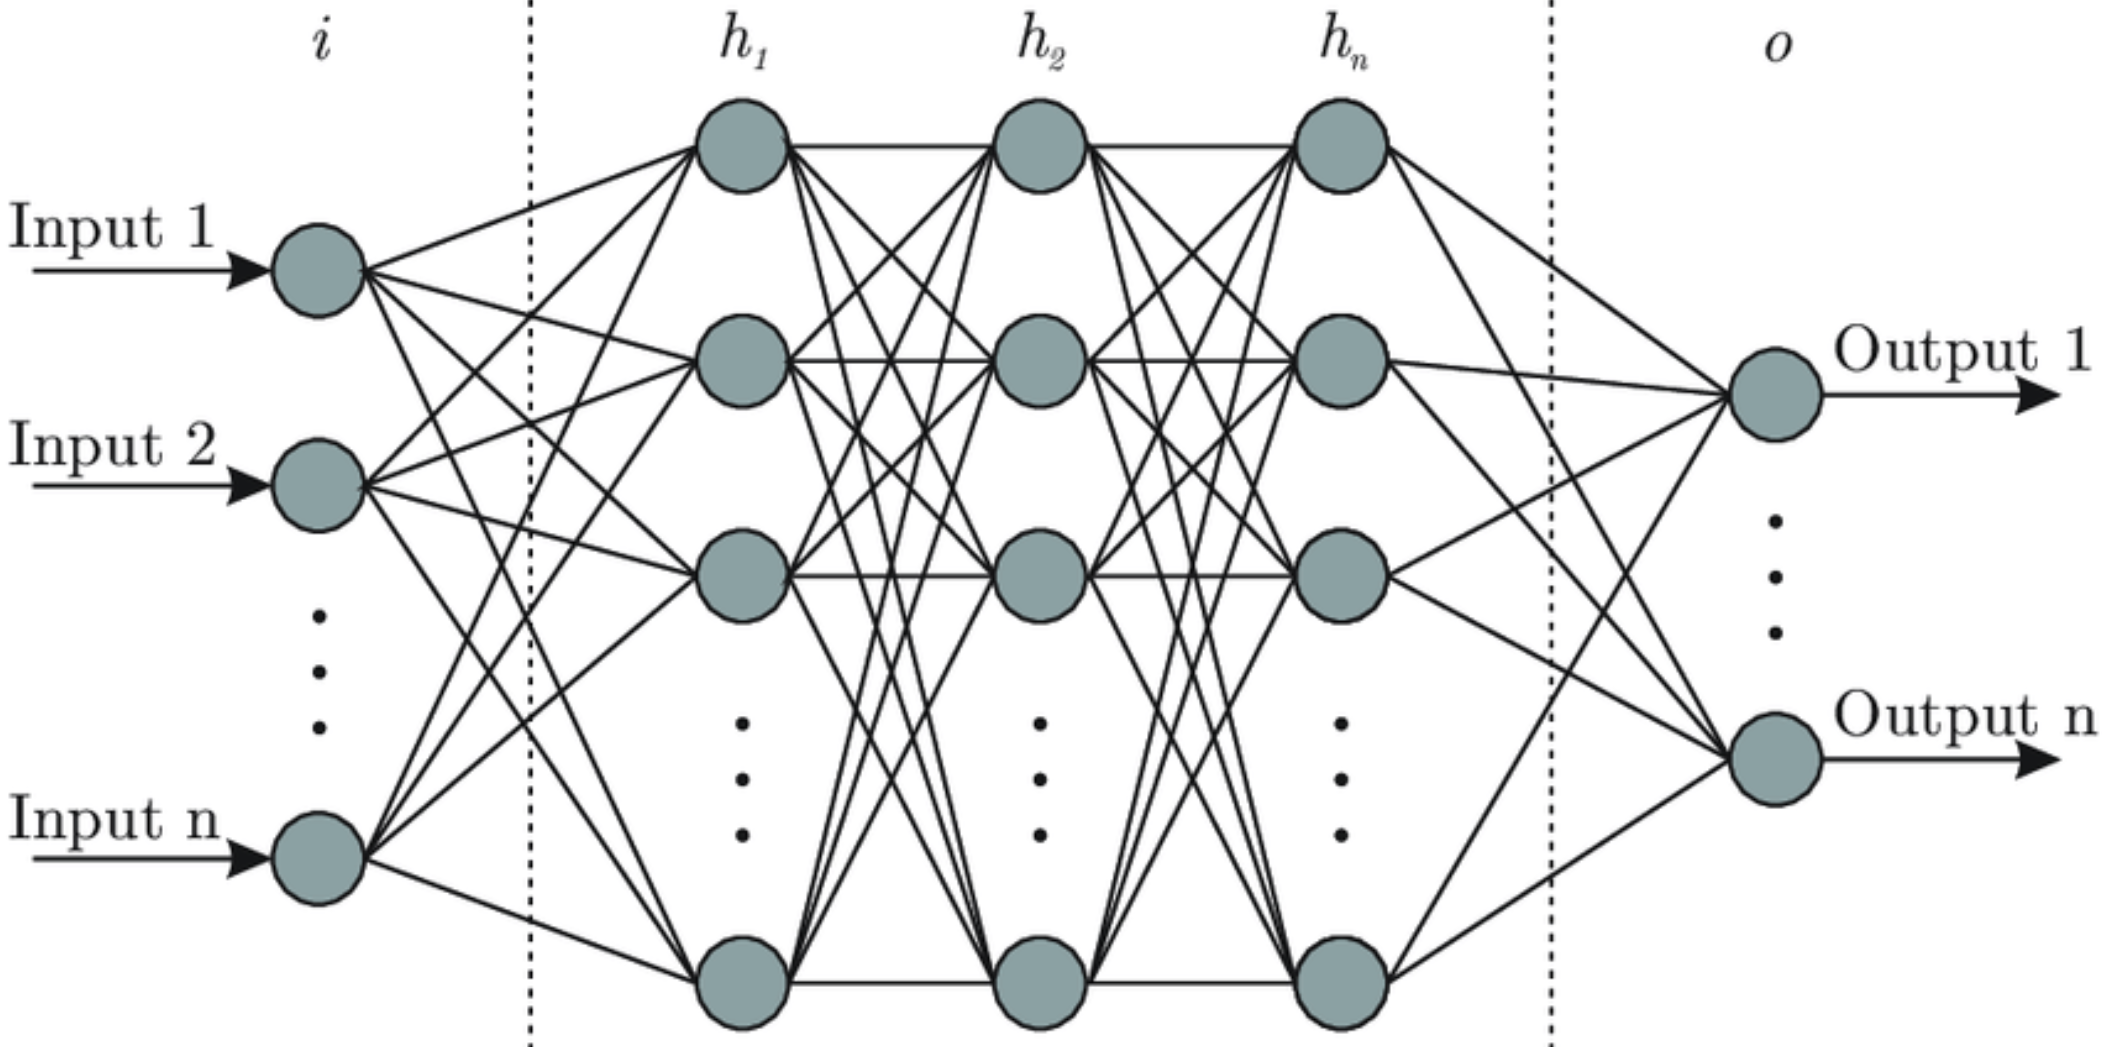 i
h₁
h₂
hₙ
o
Input 1
Input 2
Input n
Output 1
Output n